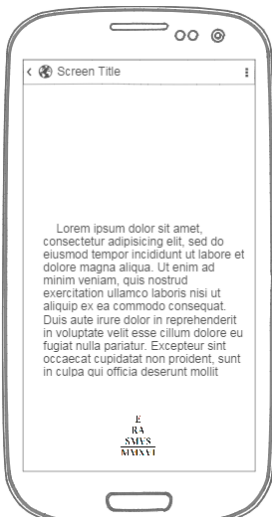 Screen Title
Lorem ipsum dolor sit amet,
consectetur adipisicing elit, sed do
eiusmod tempor incididunt ut labore et
dolore magna aliqua. Ut enim ad
minim veniam, quis nostrud
exercitation ullamco laboris nisi ut
aliquip ex ea commodo consequat.
Duis aute irure dolor in reprehenderit
in voluptate velit esse cillum dolore eu
fugiat nulla pariatur. Excepteur sint
occaecat cupidatat non proident, sunt
in culpa qui officia deserunt mollit
E
RA
SMVS
MMXVI